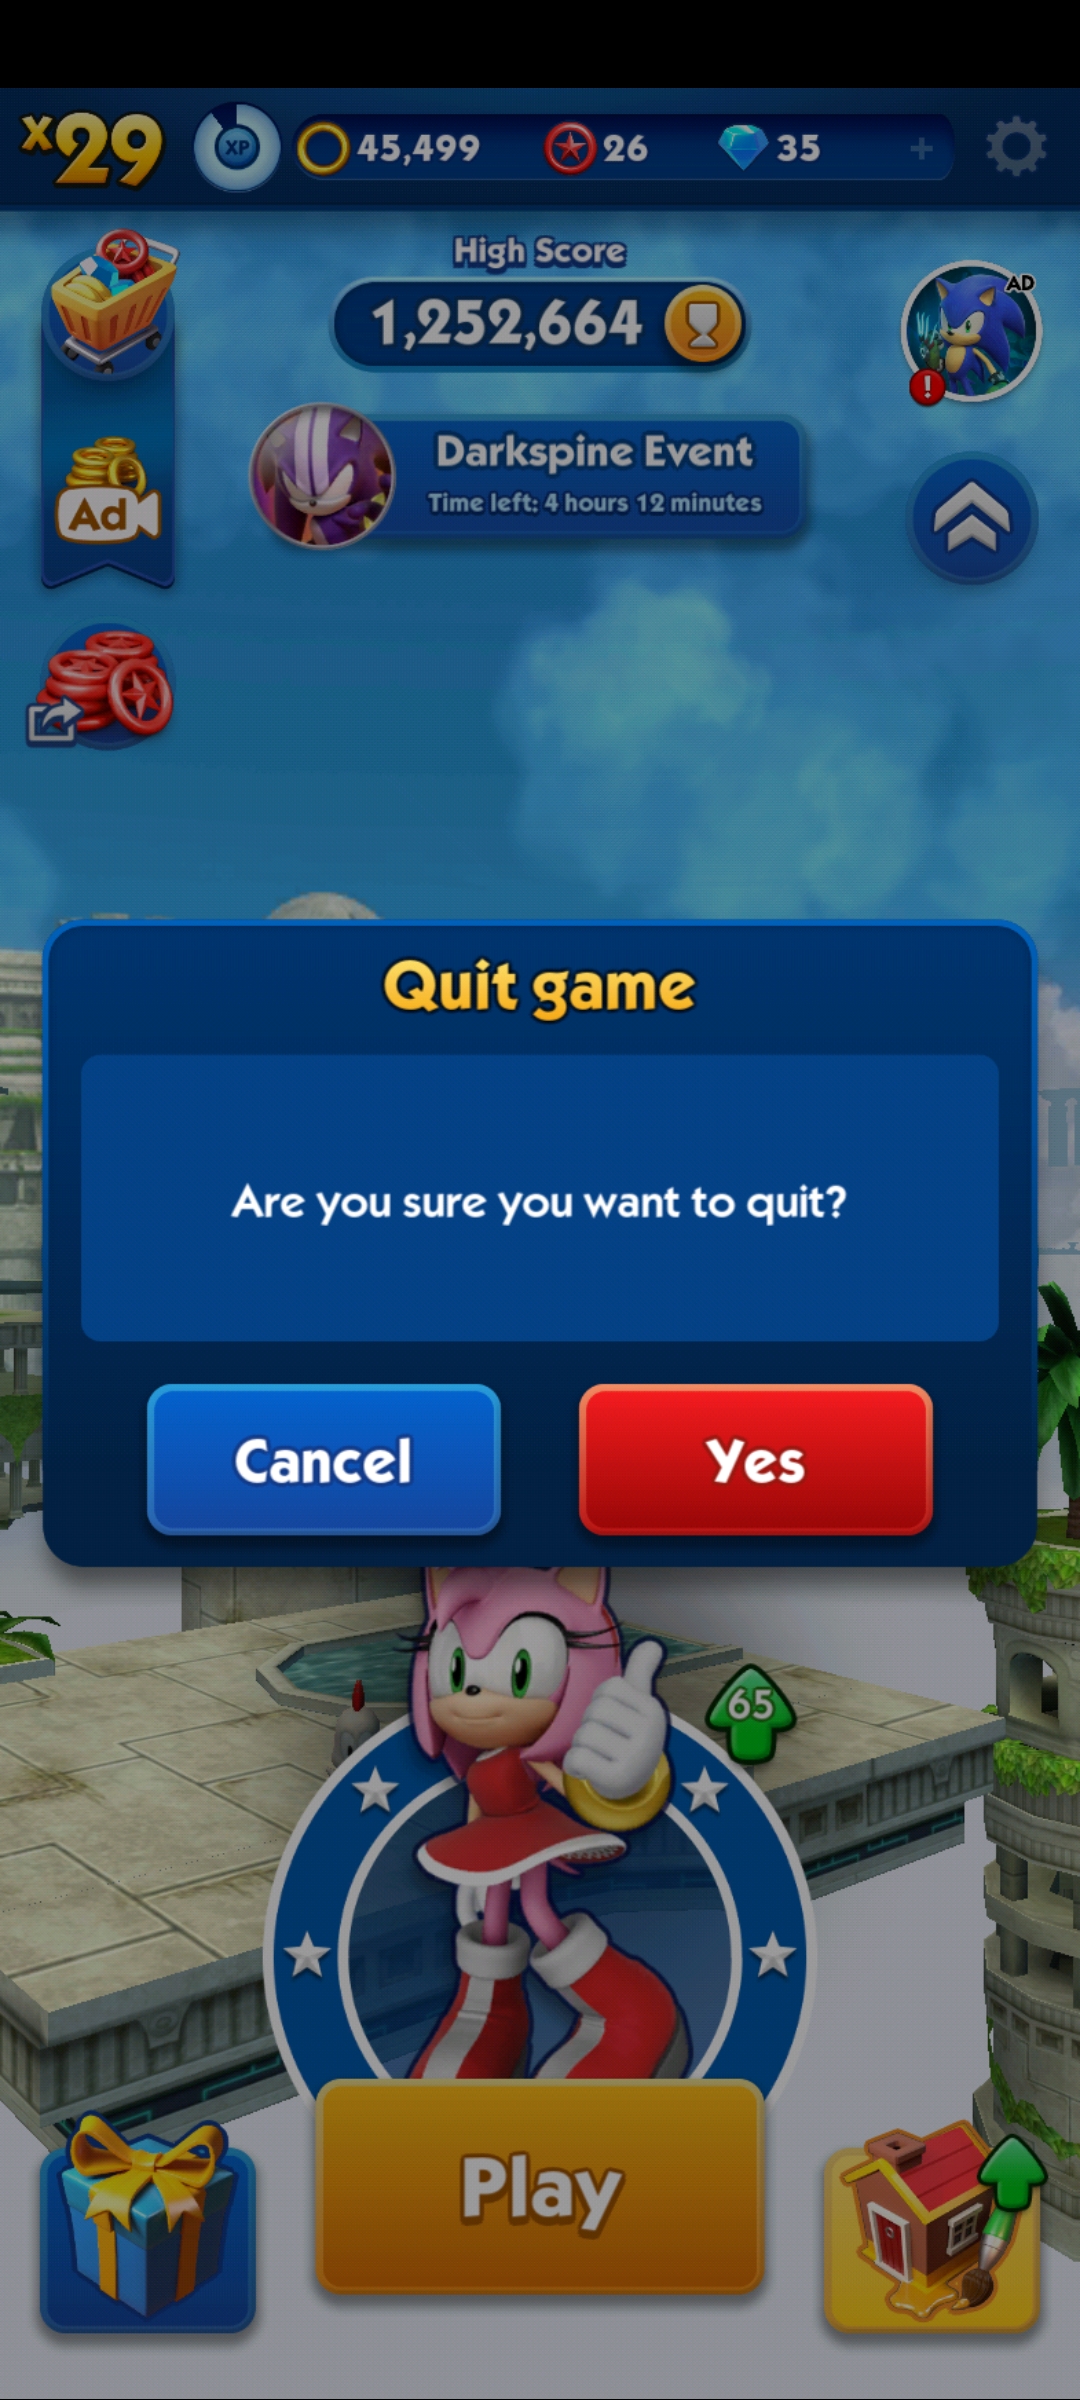 x29
XP
45,499
26
35
+
High Score
1,252,664
AD
!
Darkspine Event
Time left: 4 hours 12 minutes
Ad
Quit game
Are you sure you want to quit?
Cancel
Yes
65
Play